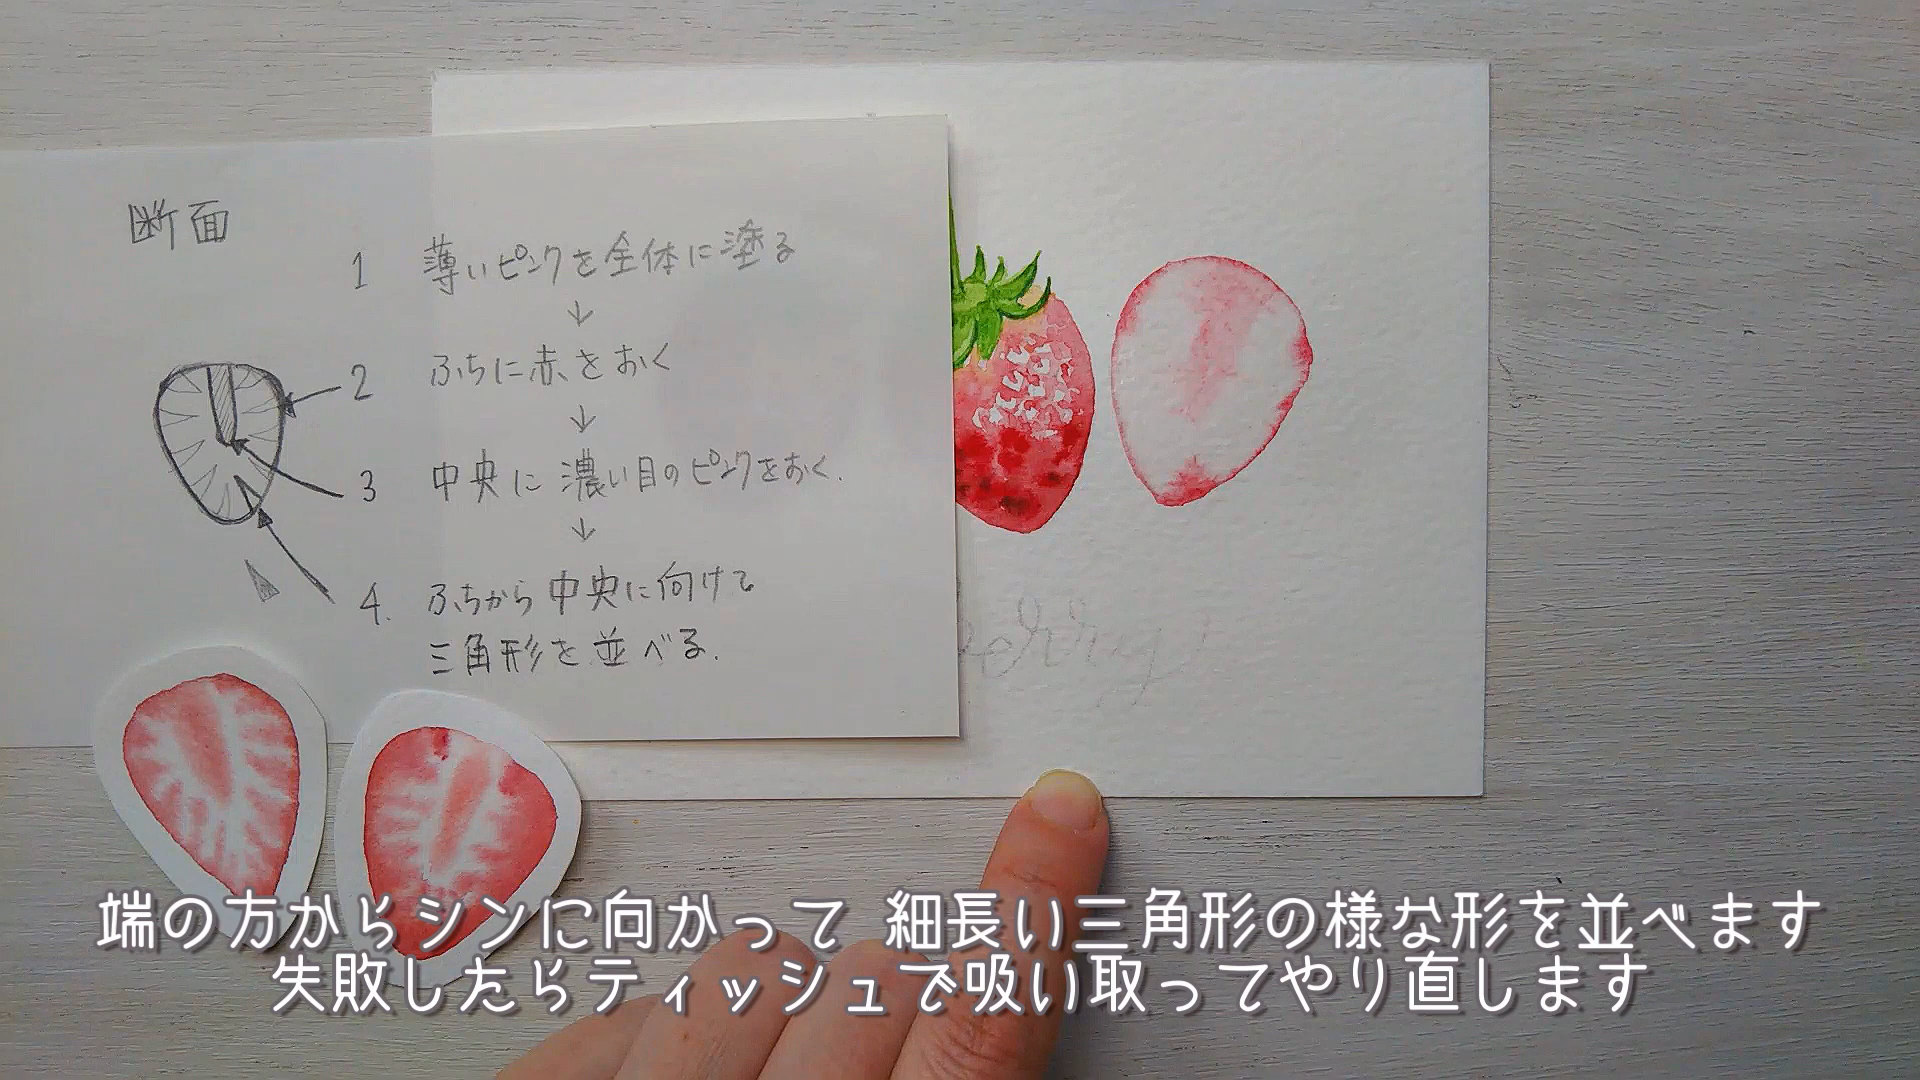 断面
1 薄いピンクを全体に塗る
↓
2 ふちに赤をおく
↓
3 中央に濃い目のピンクをおく.
↓
4. ふちから中央に向けて
三角形を並べる.
erry
端の方からシンに向かって 細長い三角形の様な形を並べます
失敗したらティッシュで吸い取ってやり直します